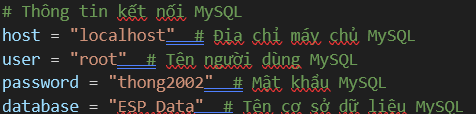 # Thông tin kết nối MySQL
host = "localhost"  # Địa chỉ máy chủ MySQL
user = "root"  # Tên người dùng MySQL
password = "thong2002"  # Mật khẩu MySQL
database = "ESP_Data"  # Tên cơ sở dữ liệu MySQL